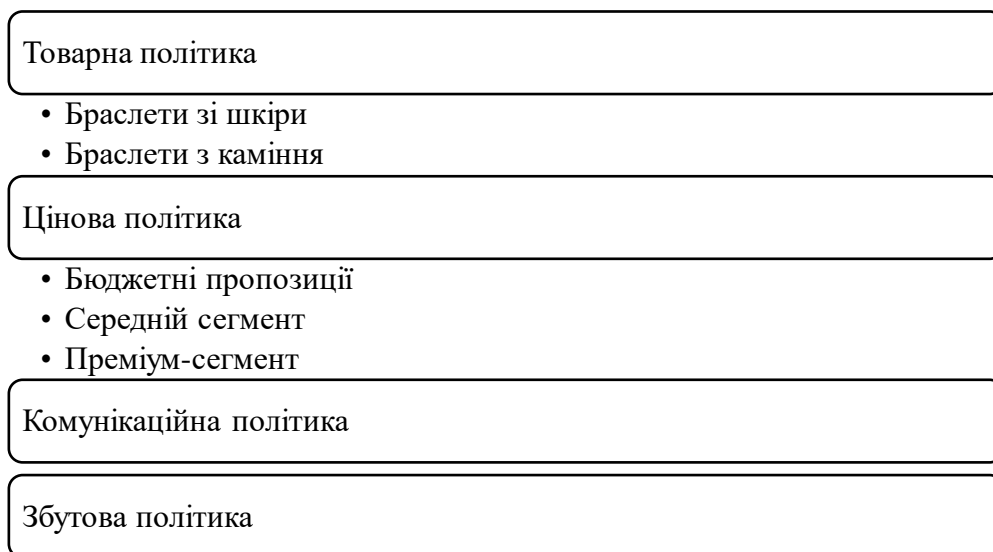 Товарна політика
• Браслети зі шкіри
• Браслети з каміння
Цінова політика
• Бюджетні пропозиції
• Середній сегмент
• Преміум-сегмент
Комунікаційна політика
Збутова політика